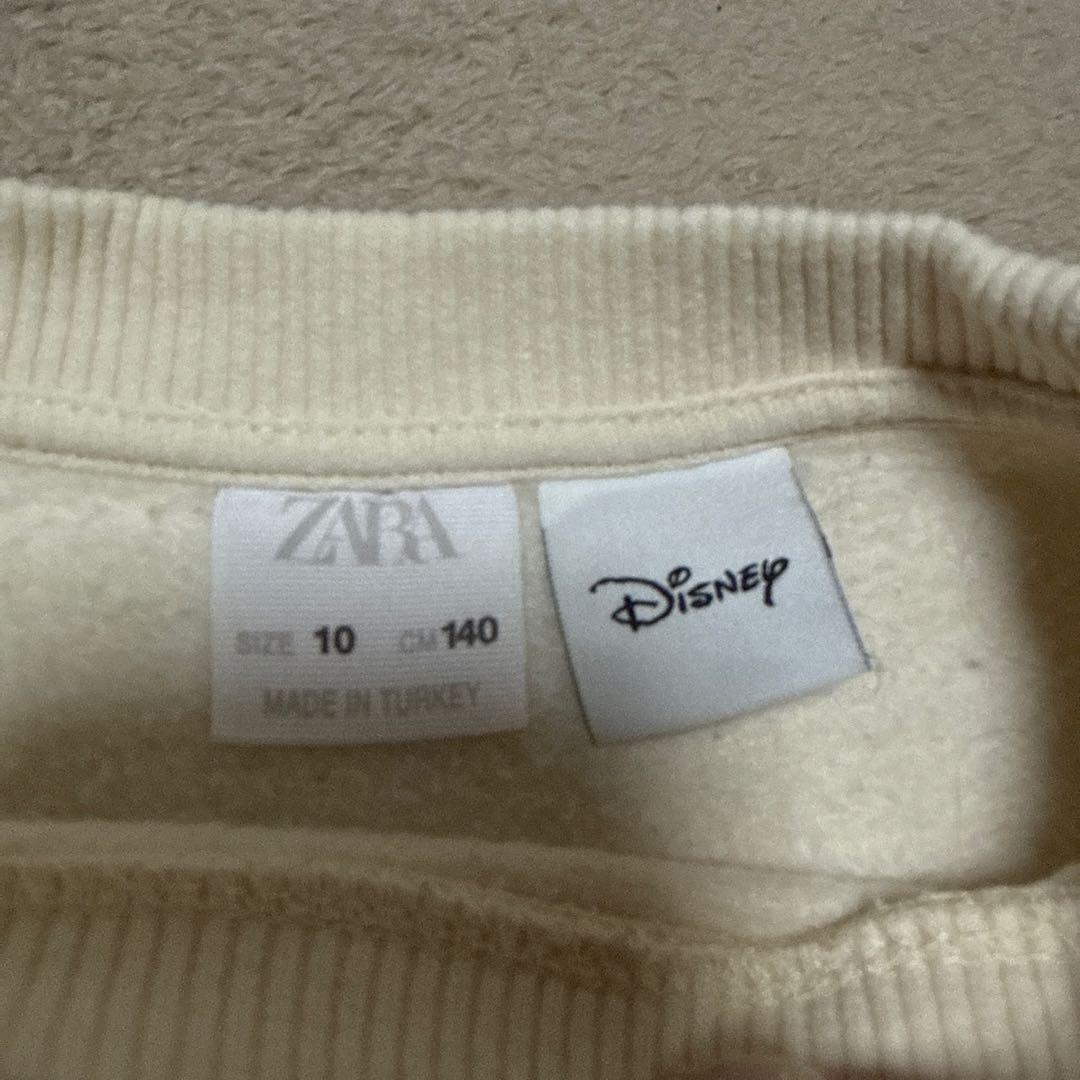 ZARA
SIZE 10 CM 140
MADE IN TURKEY
DISNEY